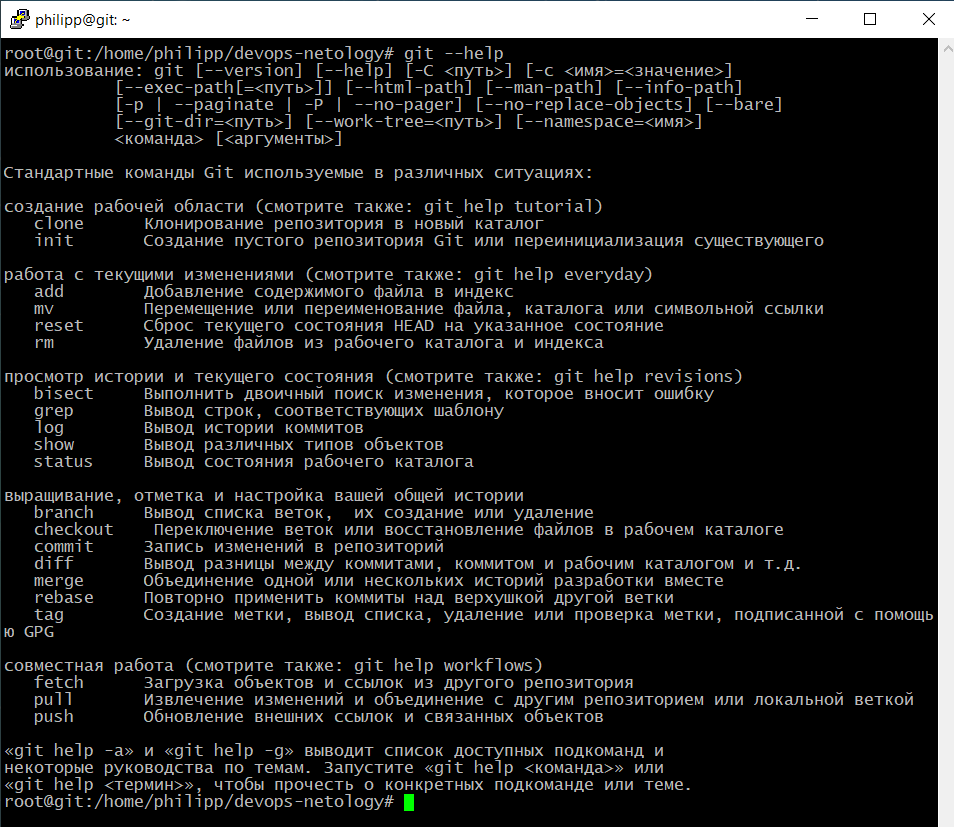 philipp@git: ~
root@git:/home/philipp/devops-netology# git --help
использование: git [--version] [--help] [-C <путь>] [-c <имя>=<значение>]
           [--exec-path[=<путь>]] [--html-path] [--man-path] [--info-path]
           [-p | --paginate | -P | --no-pager] [--no-replace-objects] [--bare]
           [--git-dir=<путь>] [--work-tree=<путь>] [--namespace=<имя>]
           <команда> [<аргументы>]

Стандартные команды Git используемые в различных ситуациях:

создание рабочей области (смотрите также: git help tutorial)
   clone      Клонирование репозитория в новый каталог
   init       Создание пустого репозитория Git или переинициализация существующего

работа с текущими изменениями (смотрите также: git help everyday)
   add        Добавление содержимого файла в индекс
   mv         Перемещение или переименование файла, каталога или символьной ссылки
   reset      Сброс текущего состояния HEAD на указанное состояние
   rm         Удаление файлов из рабочего каталога и индекса

просмотр истории и текущего состояния (смотрите также: git help revisions)
   bisect     Выполнить двоичный поиск изменения, которое вносит ошибку
   grep       Вывод строк, соответствующих шаблону
   log        Вывод истории коммитов
   show       Вывод различных типов объектов
   status     Вывод состояния рабочего каталога

выращивание, отметка и настройка вашей общей истории
   branch     Вывод списка веток,  их создание или удаление
   checkout    Переключение веток или восстановление файлов в рабочем каталоге
   commit     Запись изменений в репозиторий
   diff       Вывод разницы между коммитами, коммитом и рабочим каталогом и т.д.
   merge      Объединение одной или нескольких историй разработки вместе
   rebase     Повторно применить коммиты над верхушкой другой ветки
   tag        Создание метки, вывод списка, удаление или проверка метки, подписанной с помощь
ю GPG

совместная работа (смотрите также: git help workflows)
   fetch      Загрузка объектов и ссылок из другого репозитория
   pull       Извлечение изменений и объединение с другим репозиторием или локальной веткой
   push       Обновление внешних ссылок и связанных объектов

«git help -a» и «git help -g» выводит список доступных подкоманд и
некоторые руководства по темам. Запустите «git help <команда>» или
«git help <термин>», чтобы прочесть о конкретных подкоманде или теме.
root@git:/home/philipp/devops-netology#